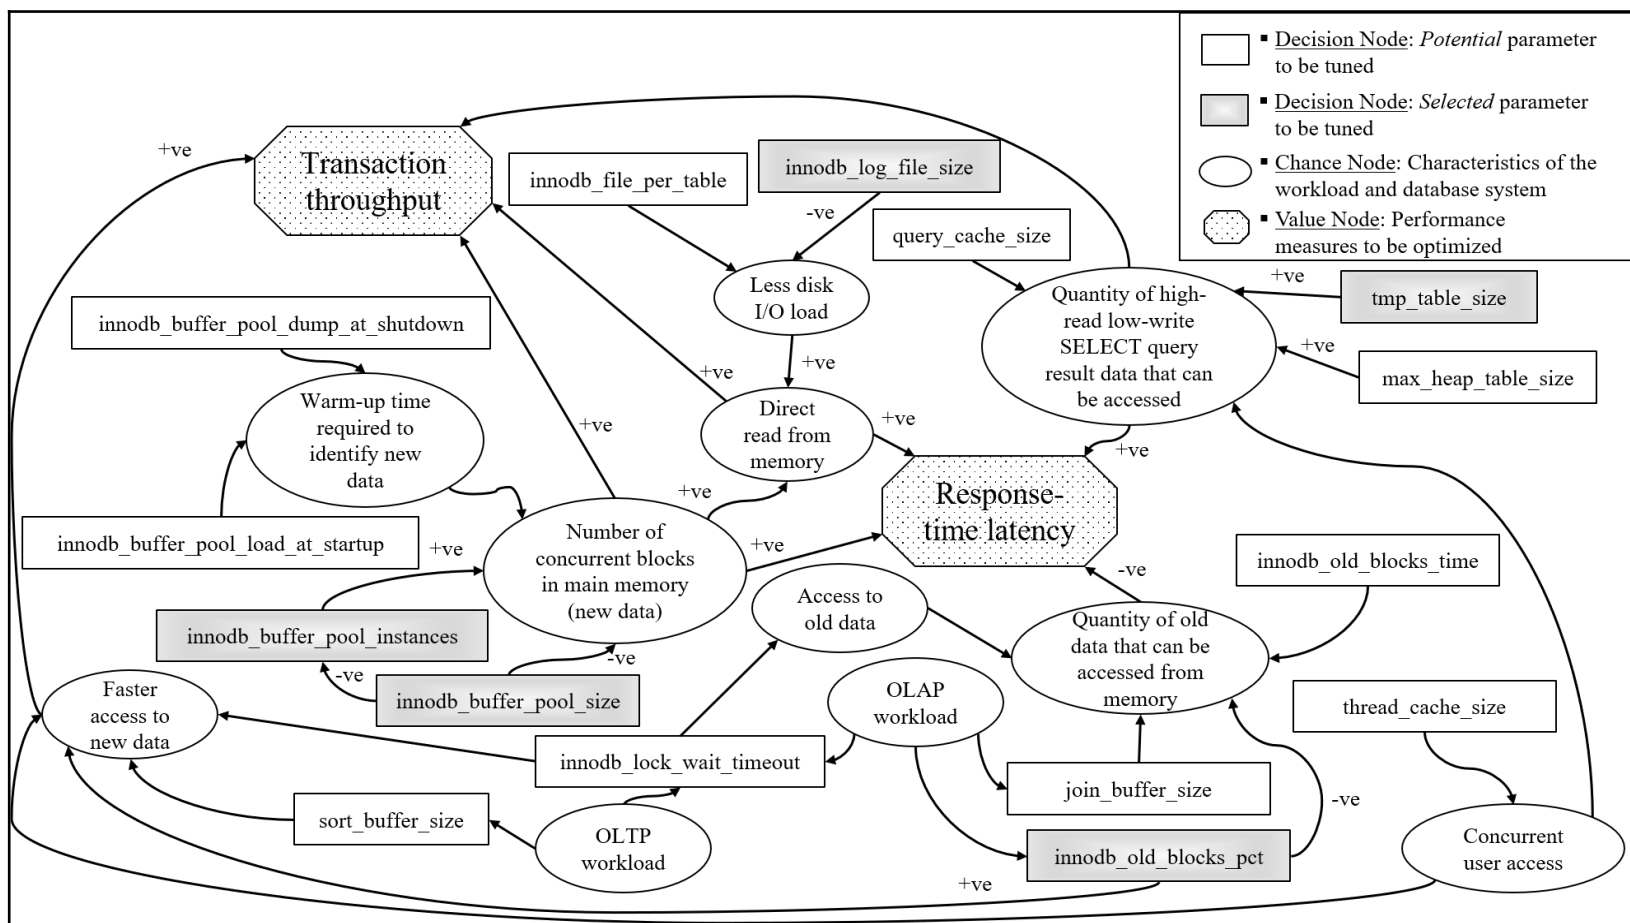 ▪ Decision Node: Potential parameter
to be tuned
▪ Decision Node: Selected parameter
to be tuned
▪ Chance Node: Characteristics of the
workload and database system
▪ Value Node: Performance
measures to be optimized
+ve
Transaction
throughput
innodb_file_per_table
innodb_log_file_size
-ve
query_cache_size
Less disk
I/O load
+ve
Quantity of high-
read low-write
SELECT query
result data that can
be accessed
+ve
tmp_table_size
+ve
max_heap_table_size
innodb_buffer_pool_dump_at_shutdown
Warm-up time
required to
identify new
data
innodb_buffer_pool_load_at_startup
+ve
+ve
+ve
Direct
read from
memory
+ve
+ve
Response-
time latency
+ve
+ve
Number of
concurrent blocks
in main memory
(new data)
+ve
-ve
innodb_old_blocks_time
innodb_buffer_pool_instances
-ve
-ve
innodb_buffer_pool_size
Access to
old data
Quantity of old
data that can be
accessed from
memory
Faster
access to
new data
OLAP
workload
thread_cache_size
innodb_lock_wait_timeout
join_buffer_size
-ve
sort_buffer_size
OLTP
workload
innodb_old_blocks_pct
+ve
Concurrent
user access